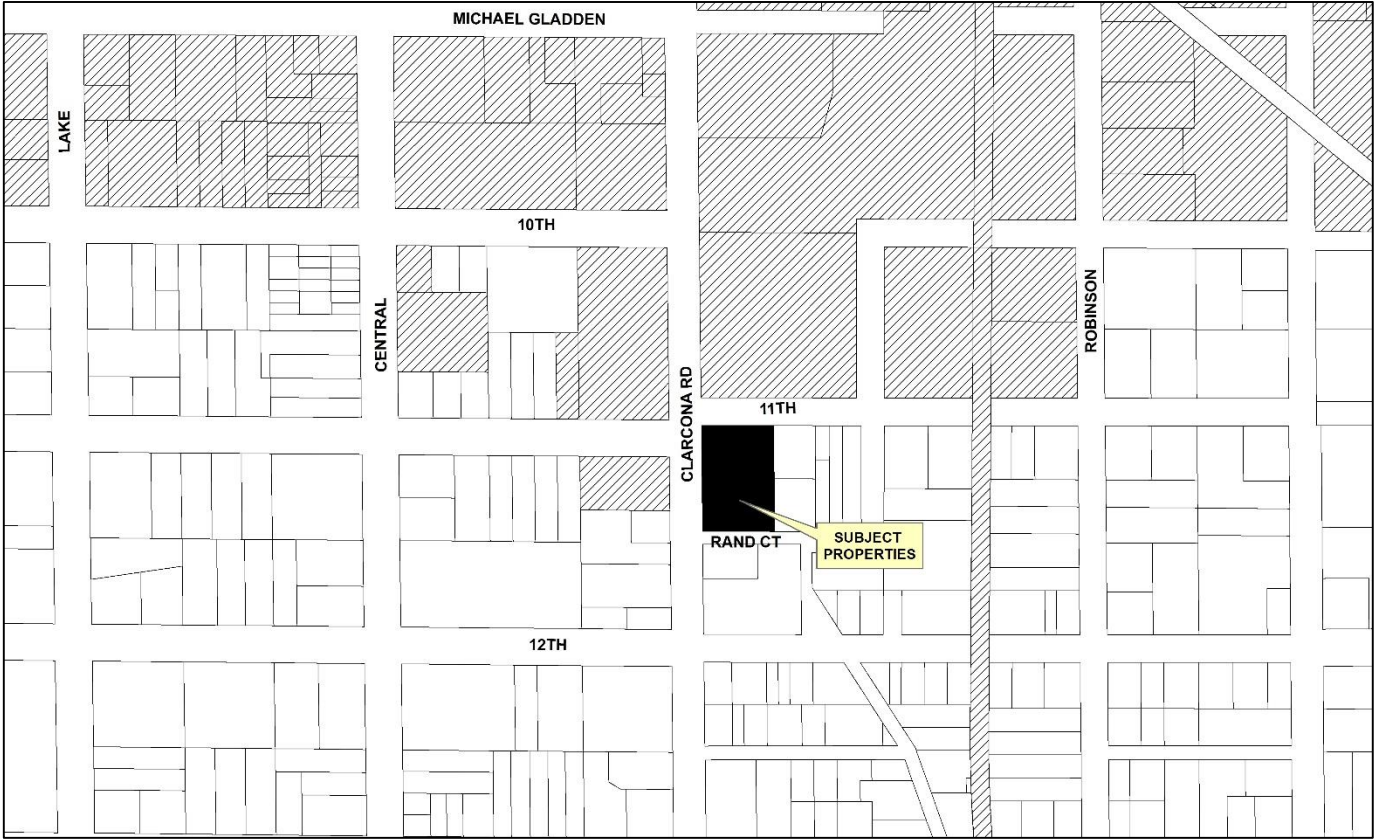 MICHAEL GLADDEN
LAKE
10TH
CENTRAL
ROBINSON
CLARCONA RD
11TH
RAND CT
SUBJECT
PROPERTIES
12TH